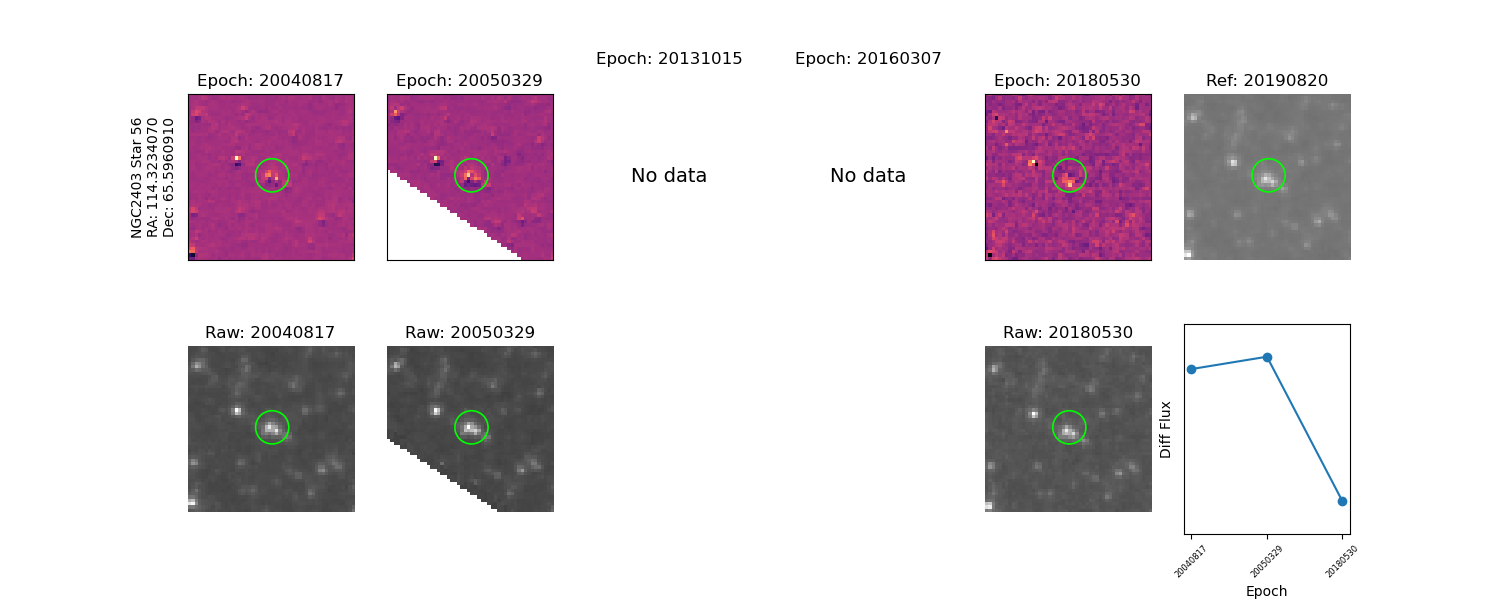 Epoch: 20040817
Epoch: 20050329
Epoch: 20131015
Epoch: 20160307
Epoch: 20180530
Ref: 20190820
NGC2403 Star 56
RA: 114.3234070
Dec: 65.5960910
No data
No data
Raw: 20040817
Raw: 20050329
Raw: 20180530
Diff Flux
20040817
20050329
20180530
Epoch